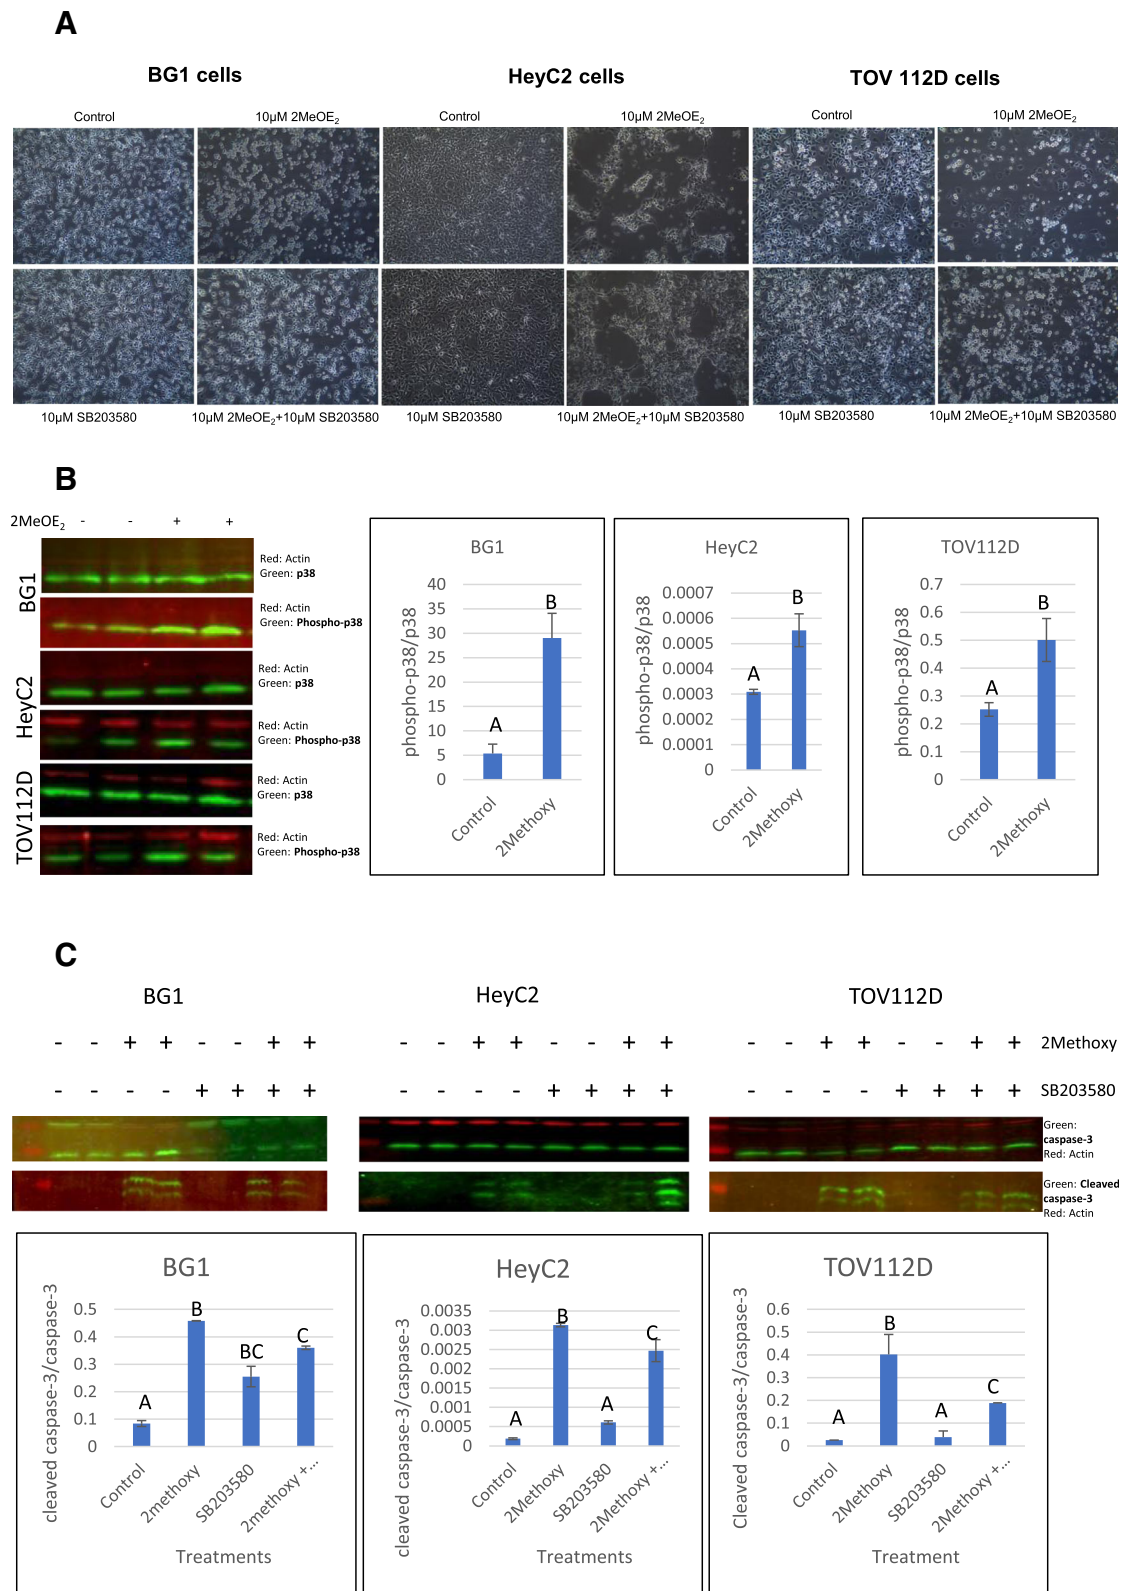 A
BG1 cells
HeyC2 cells
TOV 112D cells
Control
10µM 2MeOE2
Control
10µM 2MeOE2
Control
10µM 2MeOE2
10µM SB203580
10µM 2MeOE2+10µM SB203580
10µM SB203580
10µM 2MeOE2+10µM SB203580
10µM SB203580
10µM 2MeOE2+10µM SB203580
B
2MeOE2 - - + +
BG1
Red: Actin
Green: p38
Red: Actin
Green: Phospho-p38
HeyC2
Red: Actin
Green: p38
Red: Actin
Green: Phospho-p38
TOV112D
Red: Actin
Green: p38
Red: Actin
Green: Phospho-p38
BG1
phospho-p38/p38
40
35
30
25
20
15
10
5
0
A
B
Control
2Methoxy
HeyC2
phospho-p38/p38
0.0007
0.0006
0.0005
0.0004
0.0003
0.0002
0.0001
0
A
B
Control
2Methoxy
TOV112D
phospho-p38/p38
0.7
0.6
0.5
0.4
0.3
0.2
0.1
0
A
B
Control
2Methoxy
C
BG1
HeyC2
TOV112D
- - + + - - + + - - + + - - + + - - + + - - + + 2Methoxy
- - - - + + + + - - - - + + + + - - - - + + + + SB203580
Green:
caspase-3
Red: Actin
Green: Cleaved
caspase-3
Red: Actin
BG1
cleaved caspase-3/caspase-3
0.5
0.4
0.3
0.2
0.1
0
A
B
BC
C
Control
2methoxy
SB203580
2methoxy +...
Treatments
HeyC2
cleaved caspase-3/caspase-3
0.0035
0.003
0.0025
0.002
0.0015
0.001
0.0005
0
A
B
A
C
Control
2Methoxy
SB203580
2Methoxy +...
Treatments
TOV112D
Cleaved caspase-3/caspase-3
0.6
0.5
0.4
0.3
0.2
0.1
0
A
B
A
C
Control
2Methoxy
SB203580
2Methoxy +...
Treatment